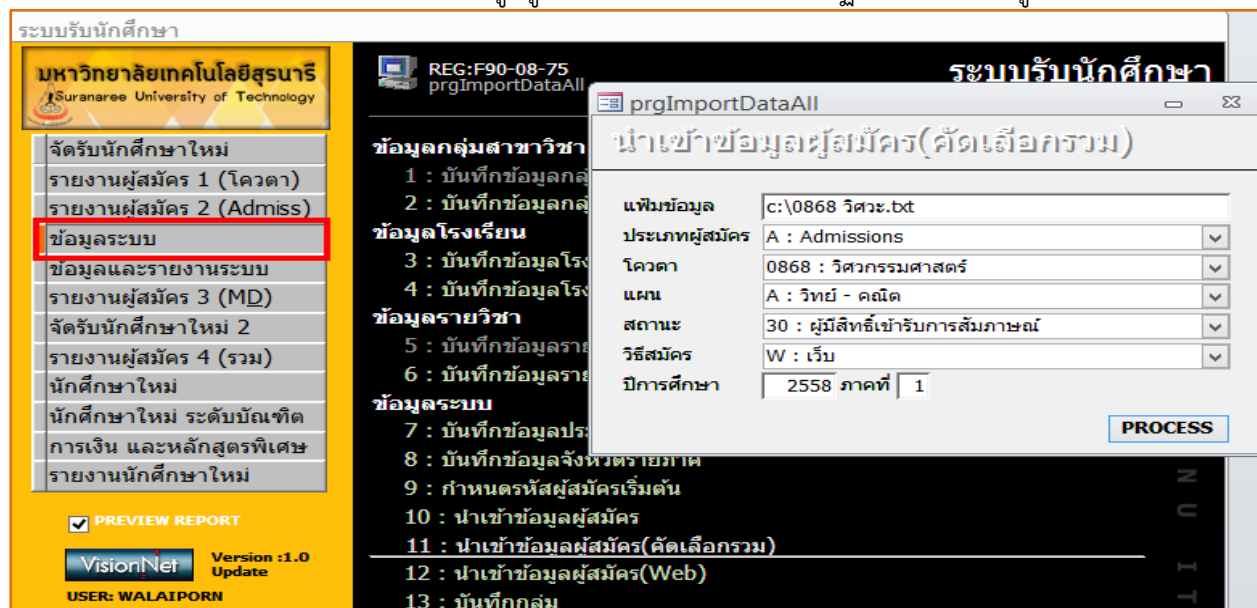 ระบบรับนักศึกษา
มหาวิทยาลัยเทคโนโลยีสุรนารี
Suranaree University of Technology
จัดรับนักศึกษาใหม่
รายงานผู้สมัคร 1 (โควตา)
รายงานผู้สมัคร 2 (Admiss)
ข้อมูลระบบ
ข้อมูลและรายงานระบบ
รายงานผู้สมัคร 3 (MD)
จัดรับนักศึกษาใหม่ 2
รายงานผู้สมัคร 4 (รวม)
นักศึกษาใหม่
นักศึกษาใหม่ ระดับบัณฑิต
การเงิน และหลักสูตรพิเศษ
รายงานนักศึกษาใหม่
PREVIEW REPORT
VisionNet
Version :1.0
Update
USER: WALAIPORN
REG:F90-08-75
prgImportDataAll
ระบบรับนักศึกษา
ข้อมูลกลุ่มสาขาวิชา
1 : บันทึกข้อมูลกลุ
2 : บันทึกข้อมูลกลุ
ข้อมูลโรงเรียน
3 : บันทึกข้อมูลโรง
4 : บันทึกข้อมูลโรง
ข้อมูลรายวิชา
5 : บันทึกข้อมูลราย
6 : บันทึกข้อมูลราย
ข้อมูลระบบ
7 : บันทึกข้อมูลประ
8 : บันทึกข้อมูลจังหวัดรายภาค
9 : กำหนดรหัสผู้สมัครเริ่มต้น
10 : นำเข้าข้อมูลผู้สมัคร
11 : นำเข้าข้อมูลผู้สมัคร(คัดเลือกรวม)
12 : นำเข้าข้อมูลผู้สมัคร(Web)
13 : บันทึกกลุ่ม
prgImportDataAll
นำเข้าข้อมูลผู้สมัคร(คัดเลือกรวม)
แฟ้มข้อมูล c:\0868 วิศวะ.txt
ประเภทผู้สมัคร A : Admissions
โควตา 0868 : วิศวกรรมศาสตร์
แผน A : วิทย์ - คณิต
สถานะ 30 : ผู้มีสิทธิ์เข้ารับการสัมภาษณ์
วิธีสมัคร W : เว็บ
ปีการศึกษา 2558 ภาคที่ 1
PROCESS